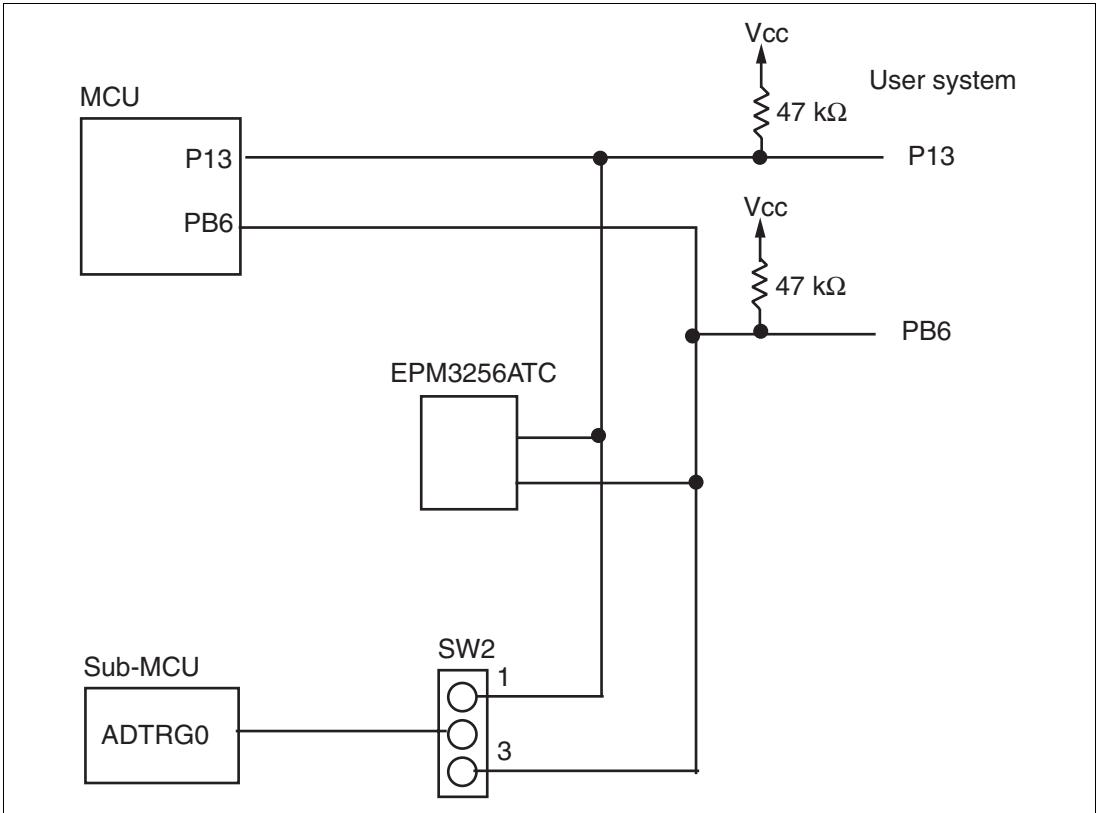 Vcc
User system
MCU
47 kΩ
P13
P13
Vcc
PB6
47 kΩ
PB6
EPM3256ATC
SW2
1
Sub-MCU
ADTRG0
3